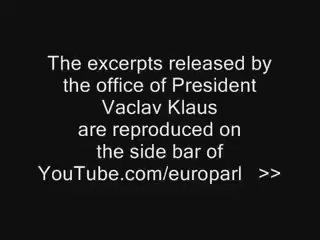 The excerpts released by
the office of President
Vaclav Klaus
are reproduced on
the side bar of
YouTube.com/europarl >>